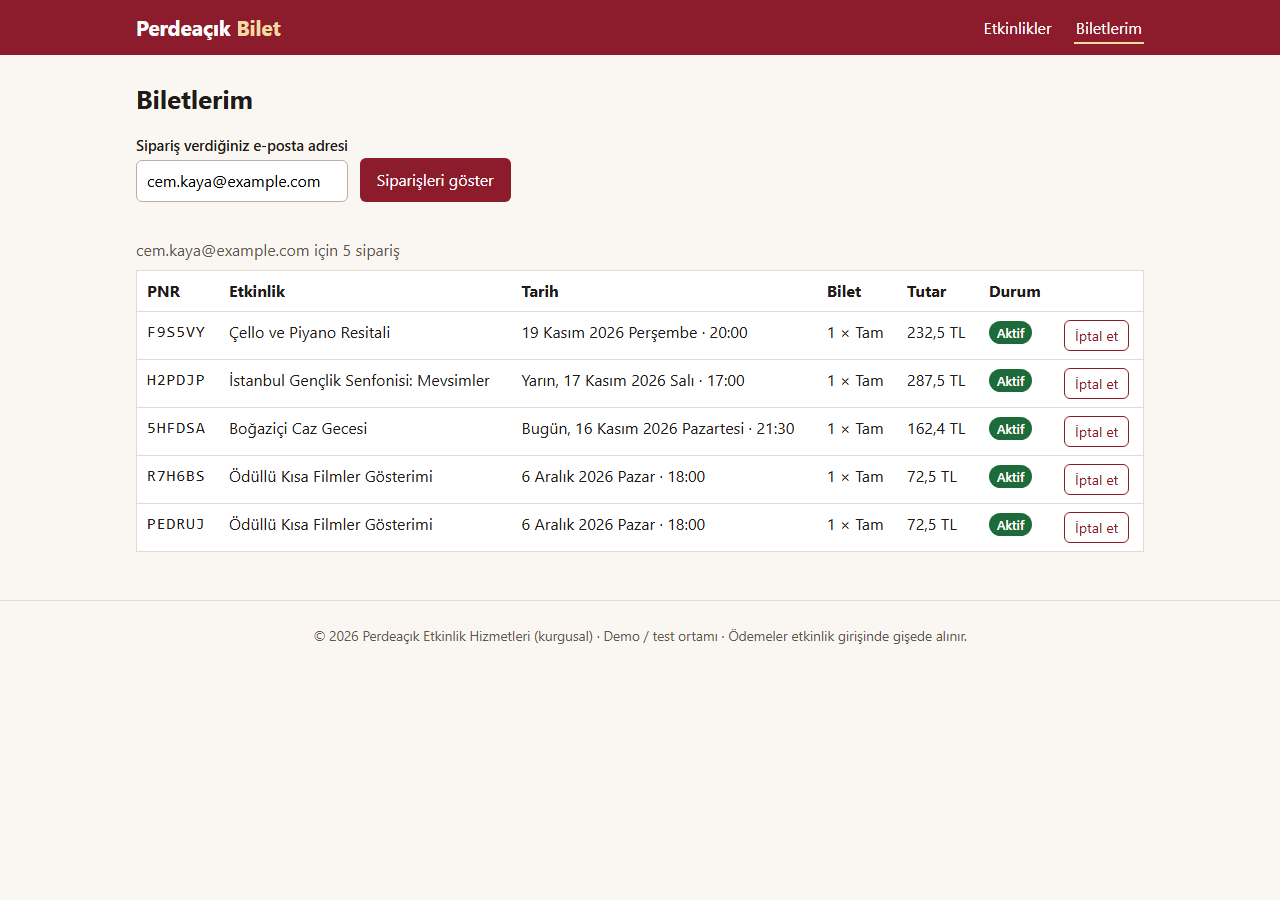 Perdeaçık Bilet Etkinlikler Biletlerim
Biletlerim
Sipariş verdiğiniz e-posta adresi
cem.kaya@example.com Siparişleri göster
cem.kaya@example.com için 5 sipariş
PNR Etkinlik Tarih Bilet Tutar Durum
F9S5VY Çello ve Piyano Resitali 19 Kasım 2026 Perşembe · 20:00 1 × Tam 232,5 TL Aktif İptal et
H2PDJP İstanbul Gençlik Senfonisi: Mevsimler Yarın, 17 Kasım 2026 Salı · 17:00 1 × Tam 287,5 TL Aktif İptal et
5HFDSA Boğaziçi Caz Gecesi Bugün, 16 Kasım 2026 Pazartesi · 21:30 1 × Tam 162,4 TL Aktif İptal et
R7H6BS Ödüllü Kısa Filmler Gösterimi 6 Aralık 2026 Pazar · 18:00 1 × Tam 72,5 TL Aktif İptal et
PEDRUJ Ödüllü Kısa Filmler Gösterimi 6 Aralık 2026 Pazar · 18:00 1 × Tam 72,5 TL Aktif İptal et
© 2026 Perdeaçık Etkinlik Hizmetleri (kurgusal) · Demo / test ortamı · Ödemeler etkinlik girişinde gişede alınır.